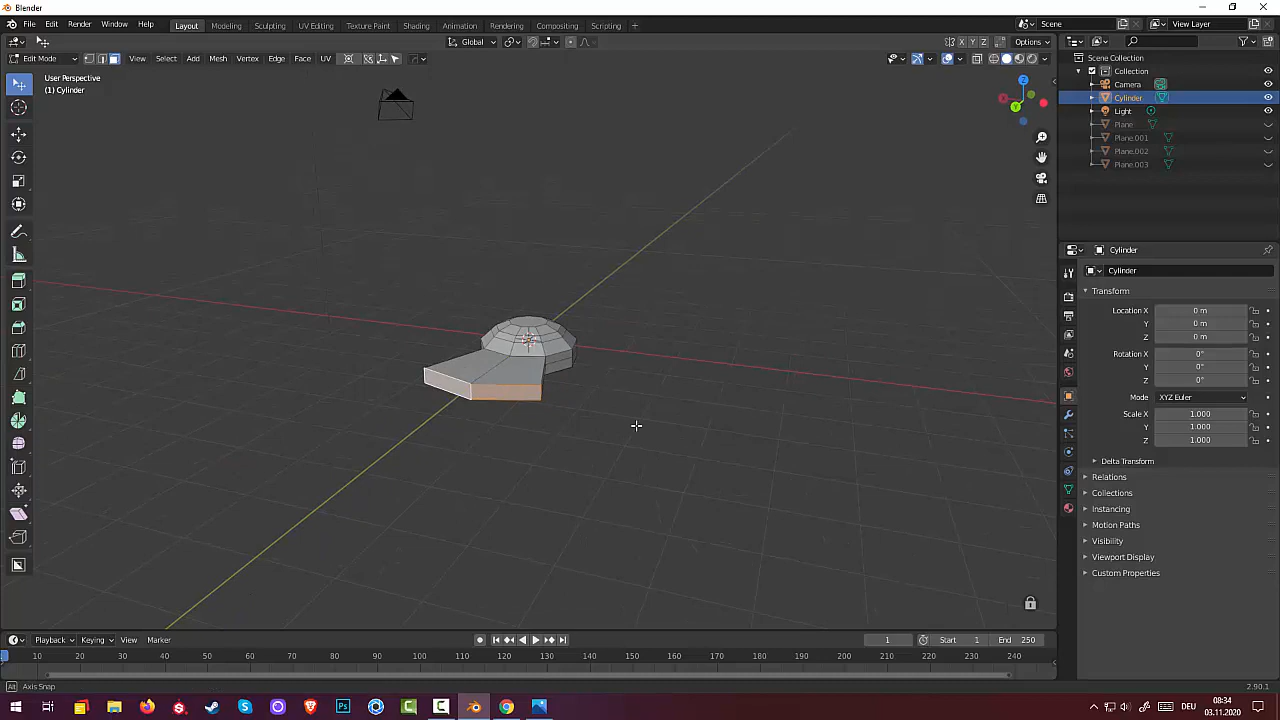 Blender
File Edit Render Window Help Layout Modeling Sculpting UV Editing Texture Paint Shading Animation Rendering Compositing Scripting + Scene View Layer
Global X Y Z Options
Edit Mode View Select Add Mesh Vertex Edge Face UV
User Perspective
(1) Cylinder
Scene Collection
Collection
Camera
Cylinder
Light
Plane
Plane.001
Plane.002
Plane.003
Z
Y
Cylinder
Cylinder
Transform
Location X 0 m
Y 0 m
Z 0 m
Rotation X 0°
Y 0°
Z 0°
Mode XYZ Euler
Scale X 1.000
Y 1.000
Z 1.000
Delta Transform
Relations
Collections
Instancing
Motion Paths
Visibility
Viewport Display
Custom Properties
Playback Keying View Marker 1 Start 1 End 250
10 20 30 40 50 60 70 80 90 100 110 120 130 140 150 160 170 180 190 200 210 220 230 240
Alt Axis Snap 2.90.1
Ps DEU 08:34
03.11.2020